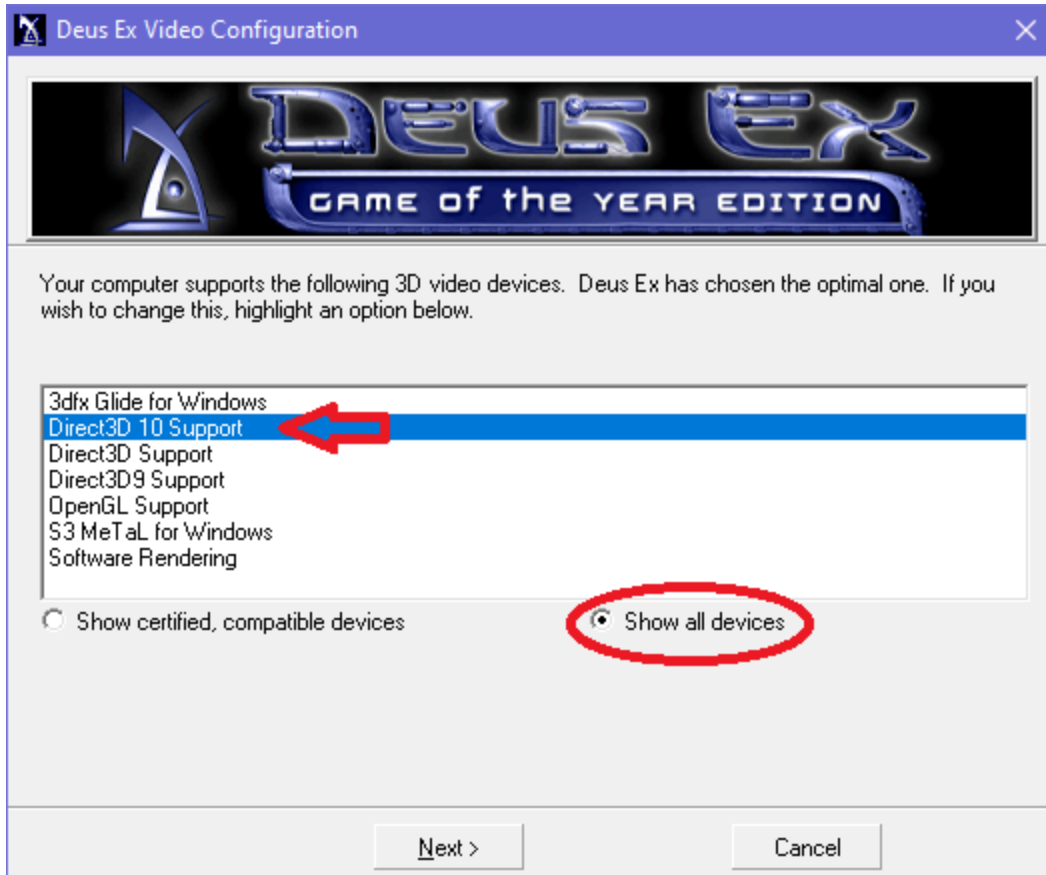 Deus Ex Video Configuration
DEUS EX
GAME of the YEAR EDITION
Your computer supports the following 3D video devices.  Deus Ex has chosen the optimal one.  If you
wish to change this, highlight an option below.
3dfx Glide for Windows
Direct3D 10 Support
Direct3D Support
Direct3D9 Support
OpenGL Support
S3 MeTaL for Windows
Software Rendering
Show certified, compatible devices
Show all devices
Next >
Cancel